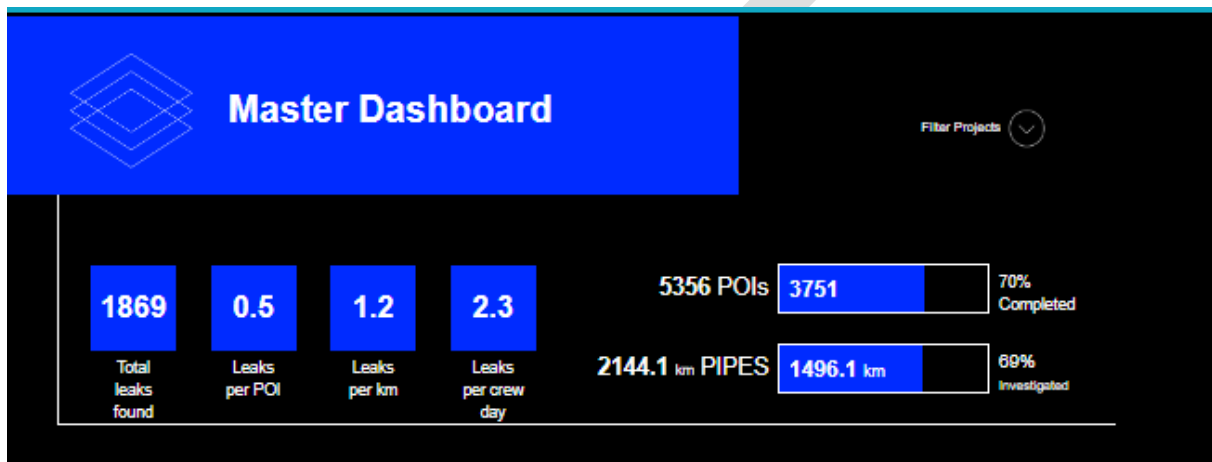 Master Dashboard
Filter Projects
1869
Total
leaks
found
0.5
Leaks
per POI
1.2
Leaks
per km
2.3
Leaks
per crew
day
5356 POIs
3751
70%
Completed
2144.1 km PIPES
1496.1 km
69%
Investigated